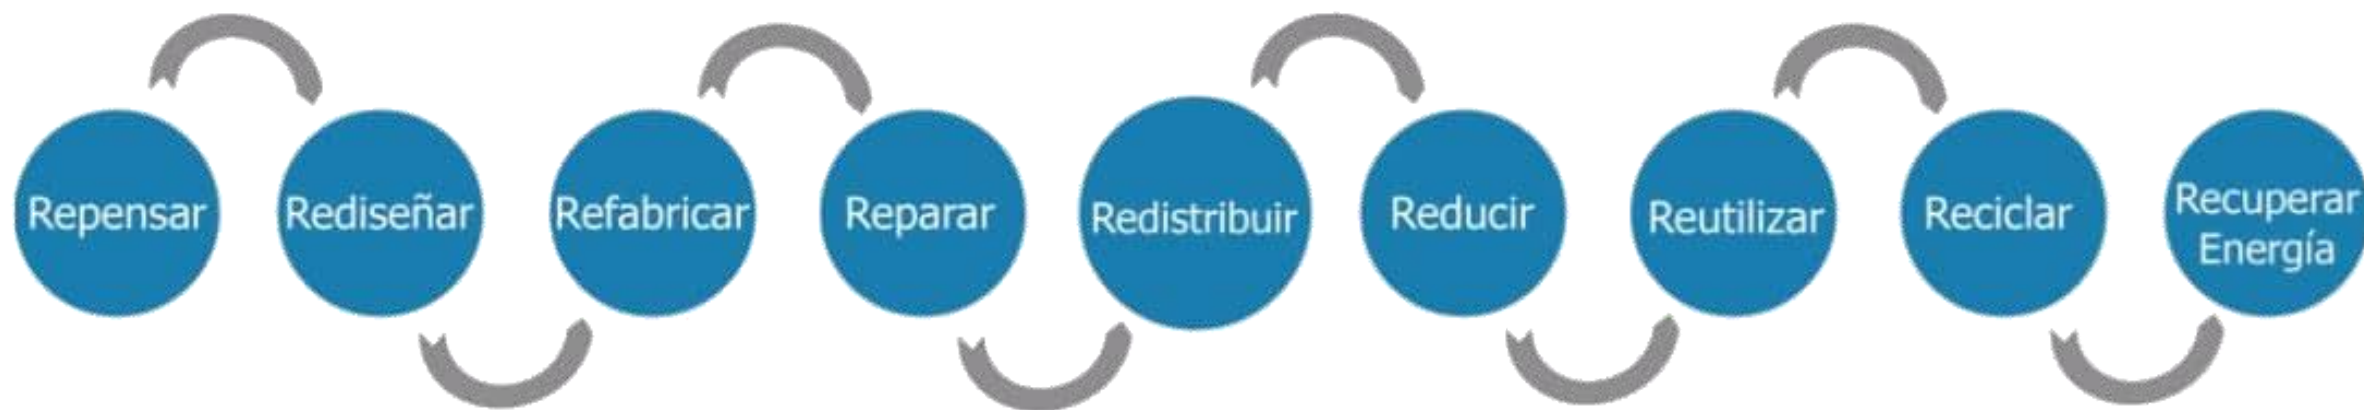 Repensar
Rediseñar
Refabricar
Reparar
Redistribuir
Reducir
Reutilizar
Reciclar
Recuperar
Energía